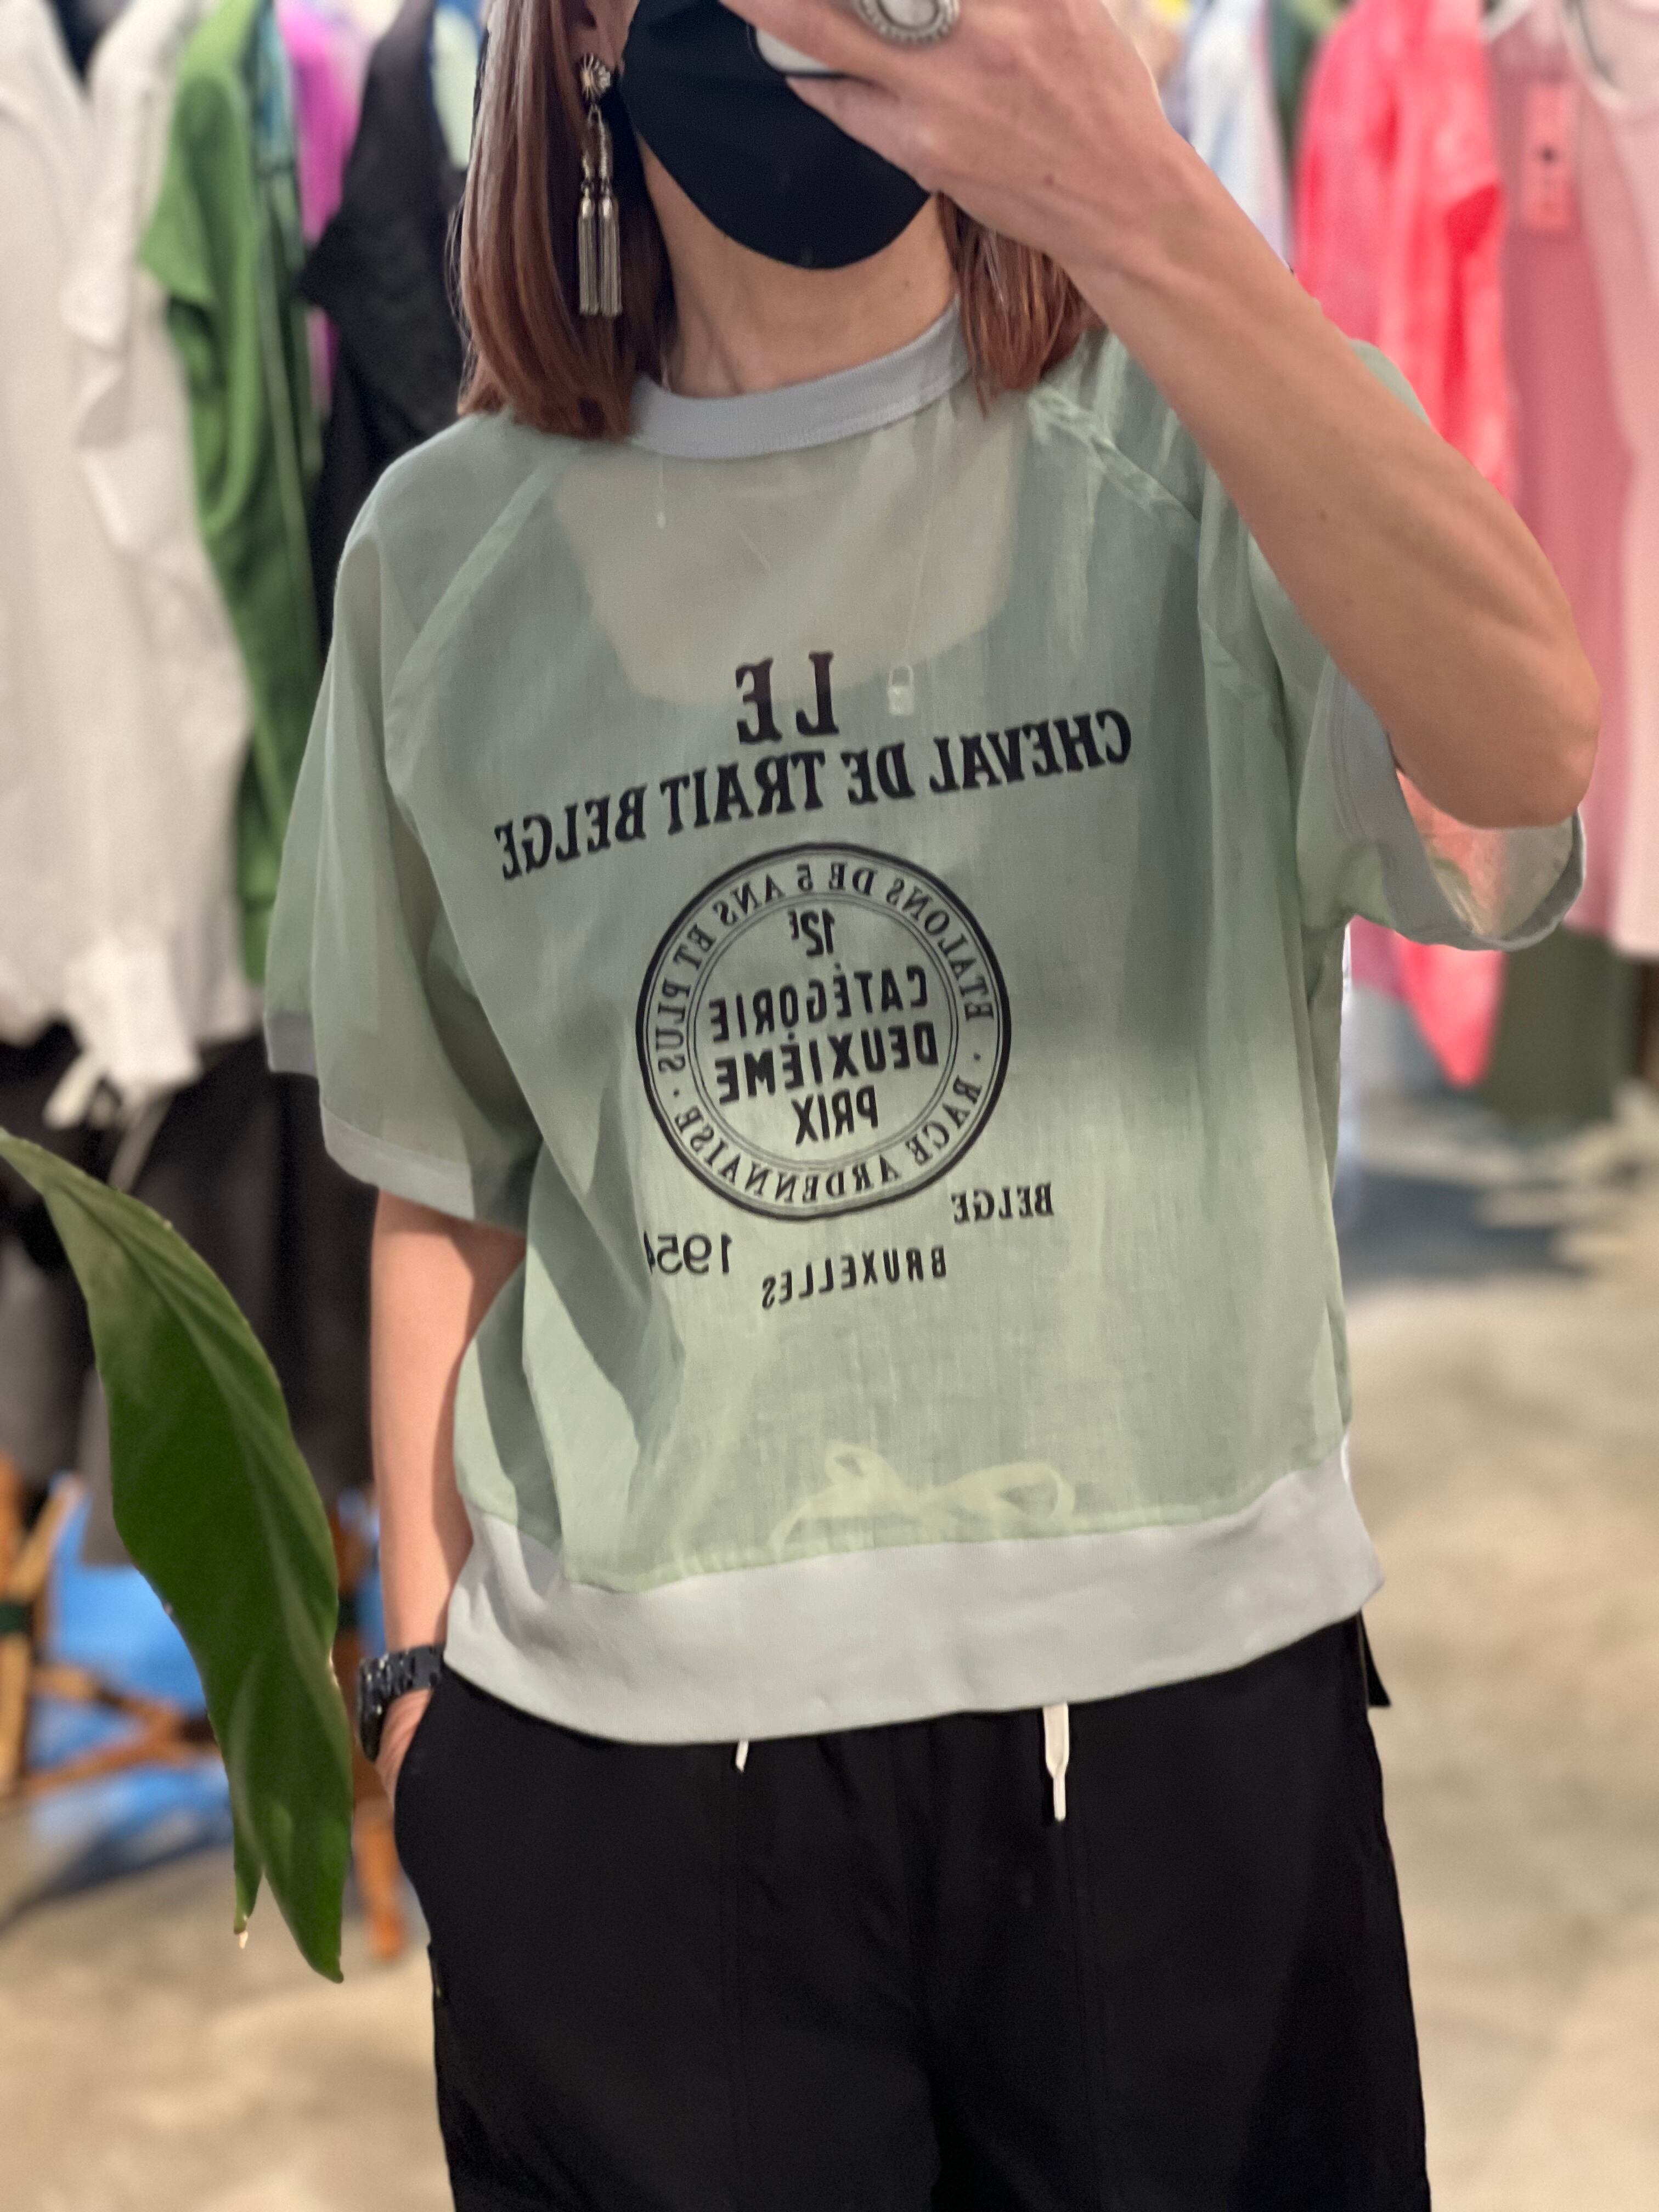 LE
CHEVAL DE TRAIT BELGE
ETALONS DE 5 ANS ET PLUS · RACE ARDENNAISE ·
12E
CATÉGORIE
DEUXIÈME
PRIX
BELGE
BRUXELLES
1954